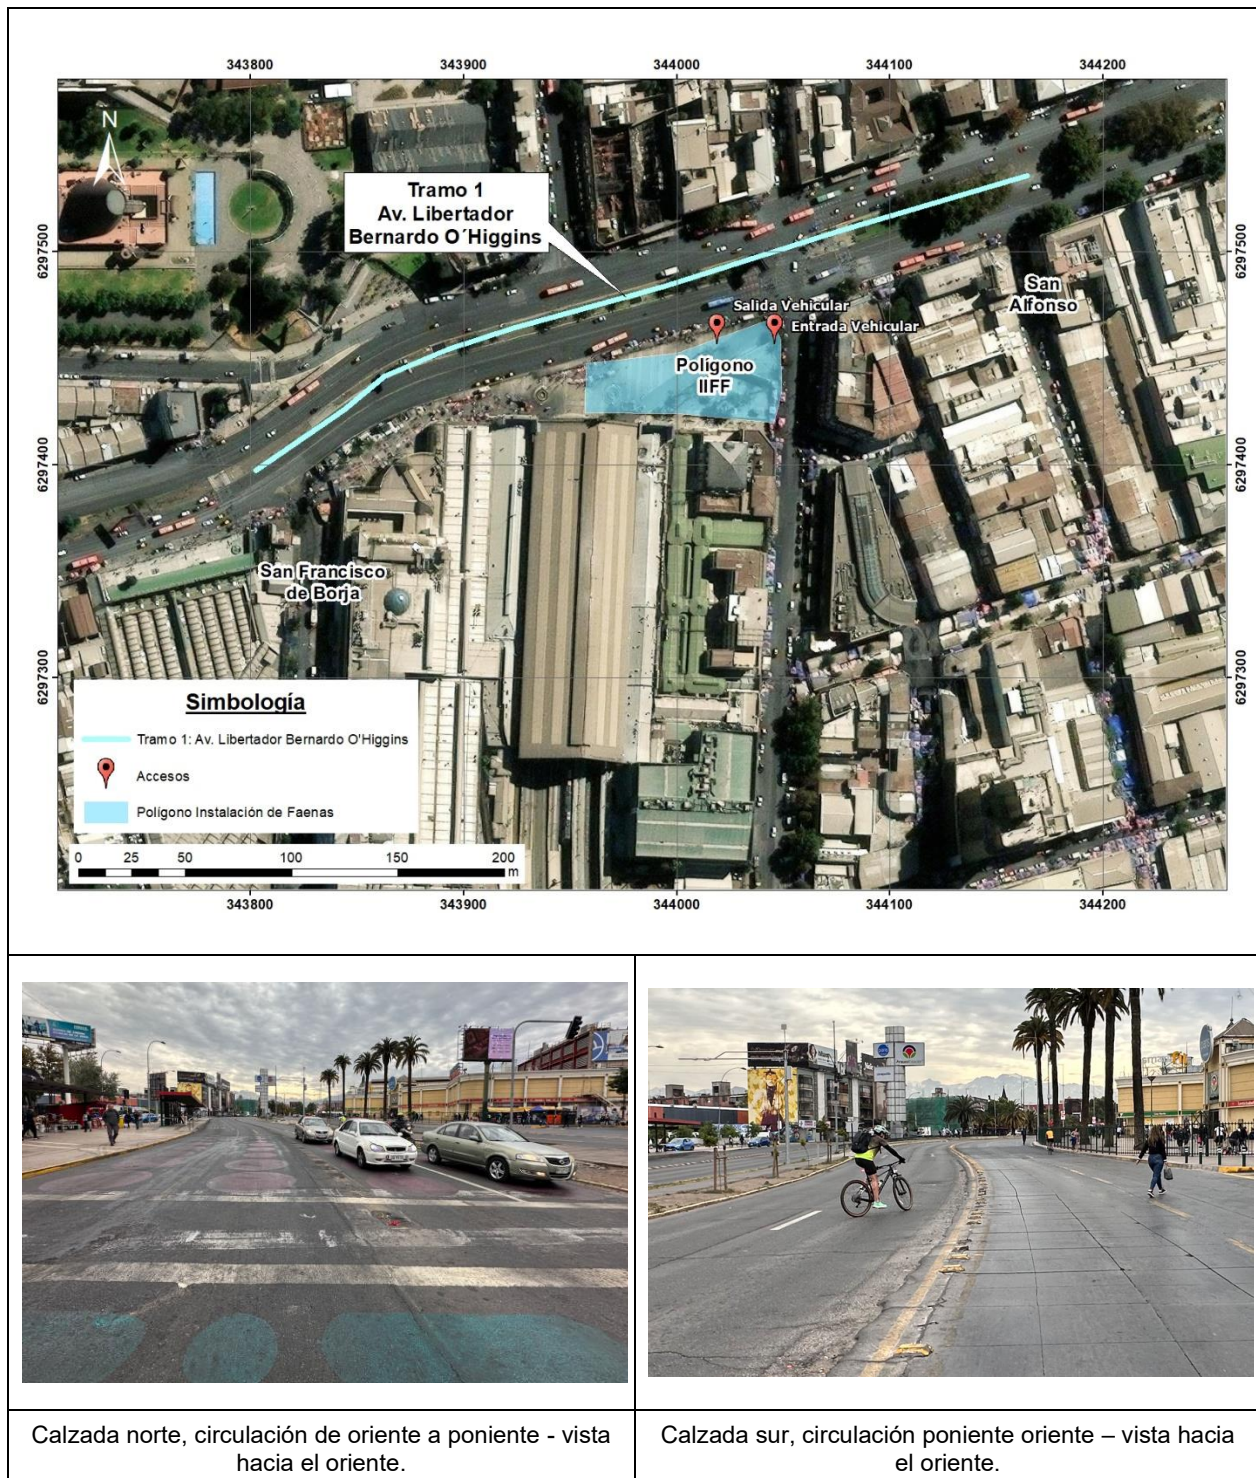 343800 343900 344000 344100 344200
N
Tramo 1
Av. Libertador
Bernardo O´Higgins
6297500 6297500
San
Alfonso
Salida Vehicular
Entrada Vehicular
Polígono
IIFF
6297400 6297400
San Francisco
de Borja
6297300 6297300
Simbología
Tramo 1: Av. Libertador Bernardo O'Higgins
Accesos
Polígono Instalación de Faenas
0 25 50 100 150 200
m
343800 343900 344000 344100 344200
Calzada norte, circulación de oriente a poniente - vista
hacia el oriente.
Calzada sur, circulación poniente oriente – vista hacia
el oriente.